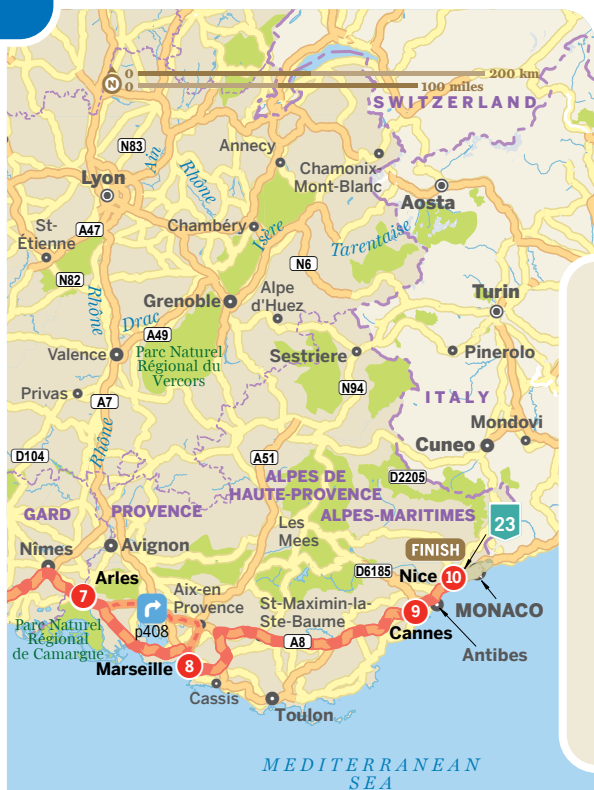 0
200 km
N
0
100 miles
SWITZERLAND
N83
Ain
Annecy
Rhône
Chamonix
Mont-Blanc
Lyon
Aosta
St-
Étienne
A47
Chambéry
Isère
Tarentaise
N82
N6
Rhône
Grenoble
Alpe
d'Huez
Turin
Drac
A49
Valence
Parc Naturel
Régional du
Vercors
Sestriere
Pinerolo
Privas
A7
N94
ITALY
Mondovi
Rhône
Cuneo
D104
A51
ALPES DE
HAUTE-PROVENCE
D2205
GARD
PROVENCE
ALPES-MARITIMES
23
Les
Mees
Nîmes
Avignon
FINISH
Arles
7
Aix-en
Provence
D6185
Nice
10
p408
St-Maximin-la-
Ste-Baume
9
MONACO
Parc Naturel
Régional
de Camargue
A8
Cannes
Marseille
8
Antibes
Cassis
Toulon
MEDITERRANEAN
SEA